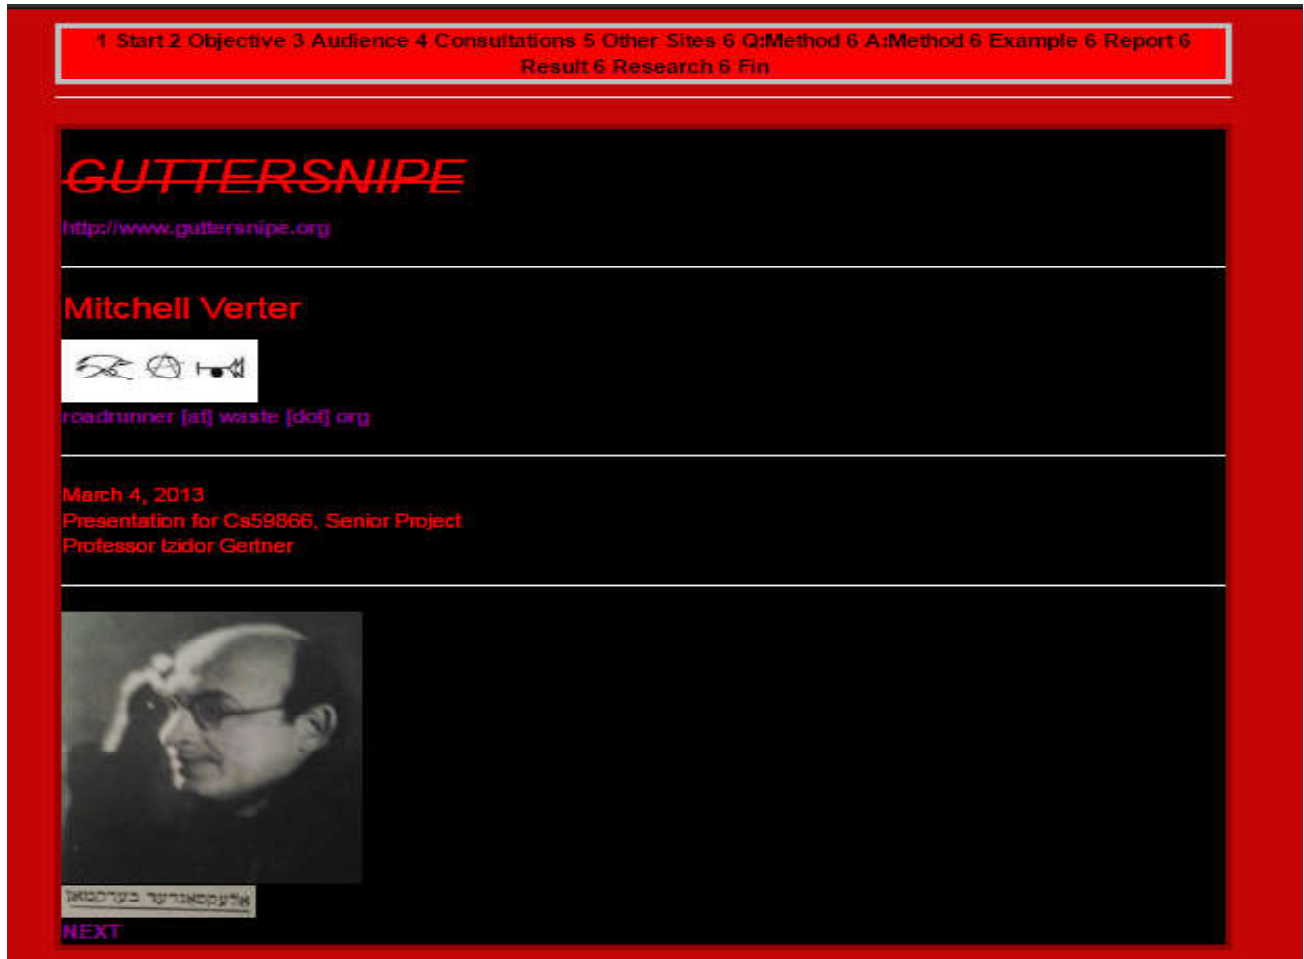 1 Start 2 Objective 3 Audience 4 Consultations 5 Other Sites 6 Q:Method 6 A:Method 6 Example 6 Report 6
Result 6 Research 6 Fin
GUTTERSNIPE
http://www.guttersnipe.org
Mitchell Verter
roadrunner [at] waste [dot] org
March 4, 2013
Presentation for Cs59866, Senior Project
Professor Izidor Gertner
אלעקסאנדער בערקמאן
NEXT